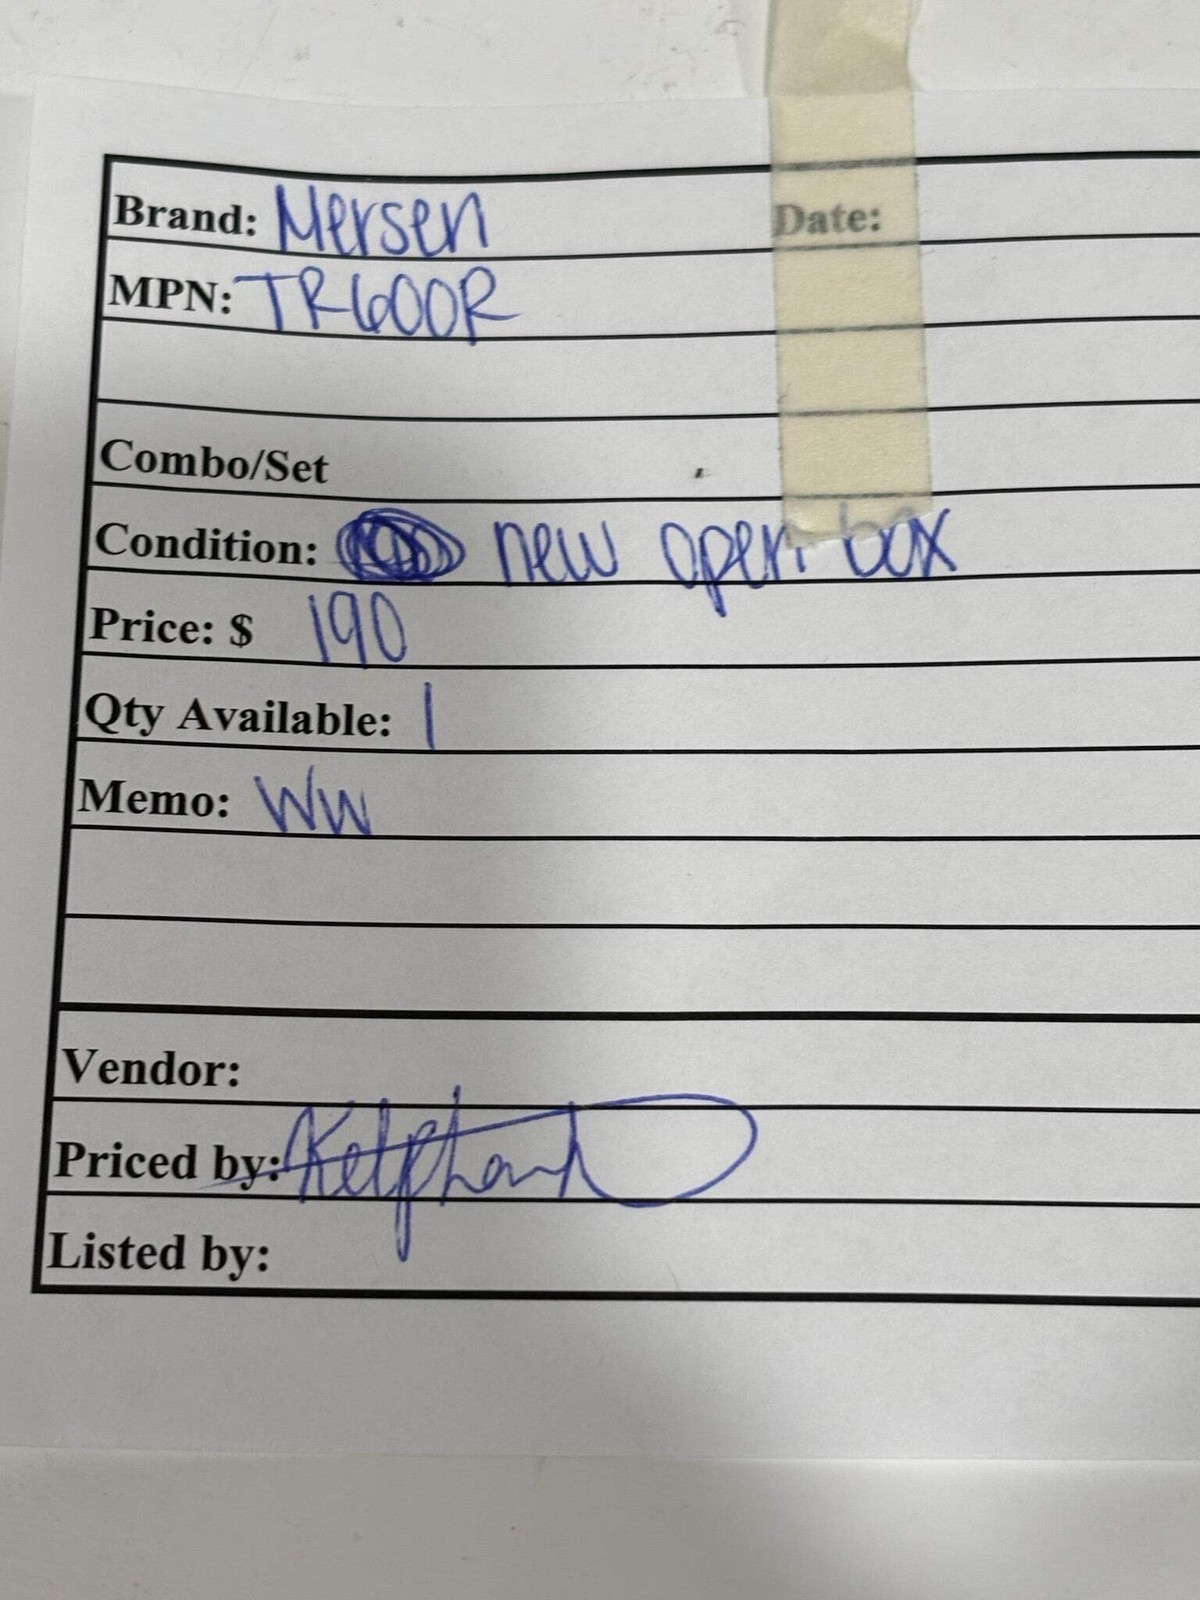 Brand: Mersen Date:
MPN: TR600R
Combo/Set
Condition: new open box
Price: $ 190
Qty Available: 1
Memo: WW
Vendor:
Priced by:
Listed by: